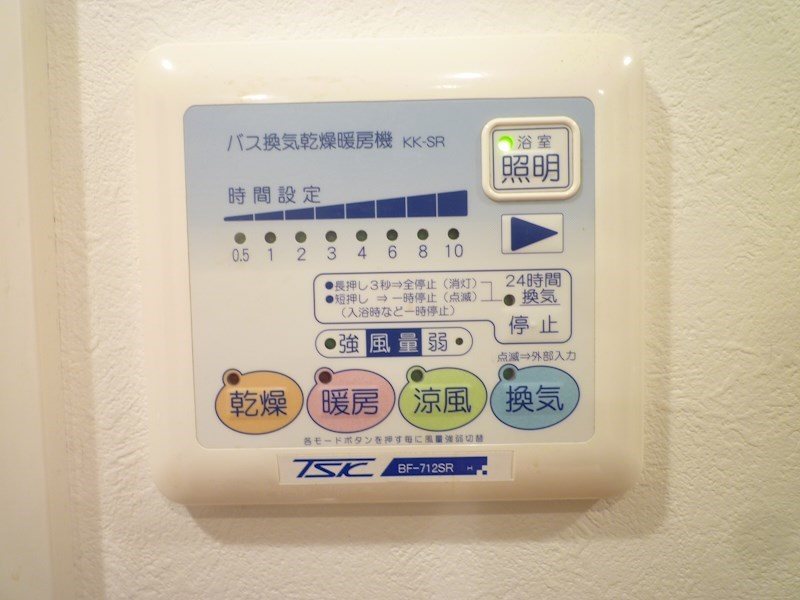 バス換気乾燥暖房機 KK-SR
浴室
照明
時間設定
0.5 1 2 3 4 6 8 10
●長押し3秒⇒全停止(消灯)
●短押し ⇒一時停止(点滅)
(入浴時など一時停止)
24時間
換気
停止
強 風量 弱
点滅⇒外部入力
乾燥
暖房
涼風
換気
各モードボタンを押す毎に風量強弱切替
TSK BF-712SR H